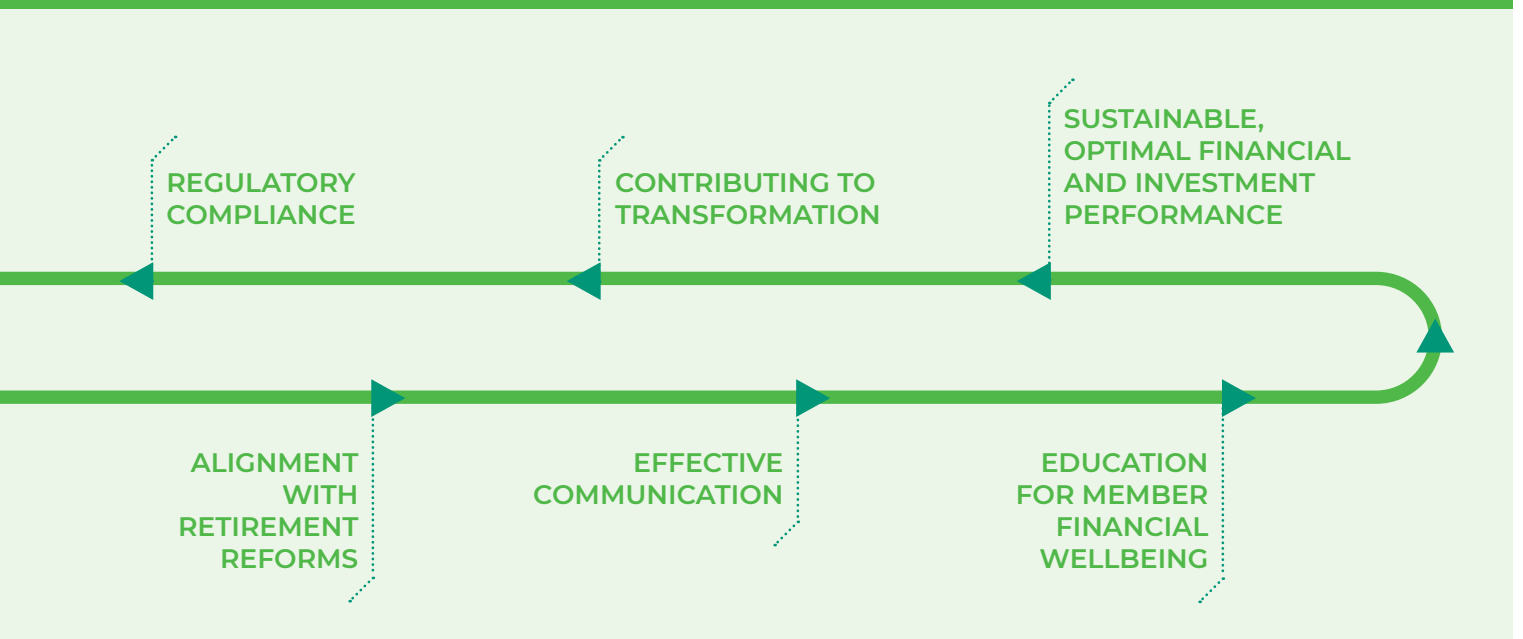 REGULATORY
COMPLIANCE
CONTRIBUTING TO
TRANSFORMATION
SUSTAINABLE,
OPTIMAL FINANCIAL
AND INVESTMENT
PERFORMANCE
ALIGNMENT
WITH
RETIREMENT
REFORMS
EFFECTIVE
COMMUNICATION
EDUCATION
FOR MEMBER
FINANCIAL
WELLBEING